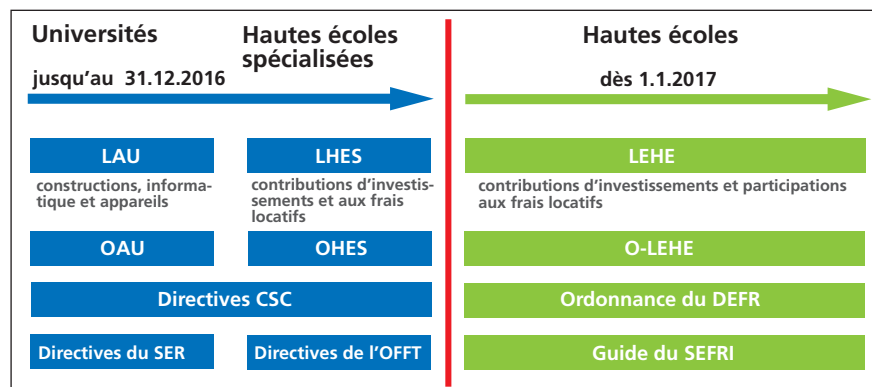 Universités
Hautes écoles
spécialisées
jusqu'au 31.12.2016
LAU
LHES
constructions, informa-
tique et appareils
contributions d'investis-
sements et aux frais
locatifs
OAU
OHES
Directives CSC
Directives du SER
Directives de l'OFFT
Hautes écoles
dès 1.1.2017
LEHE
contributions d'investissements et participations
aux frais locatifs
O-LEHE
Ordonnance du DEFR
Guide du SEFRI